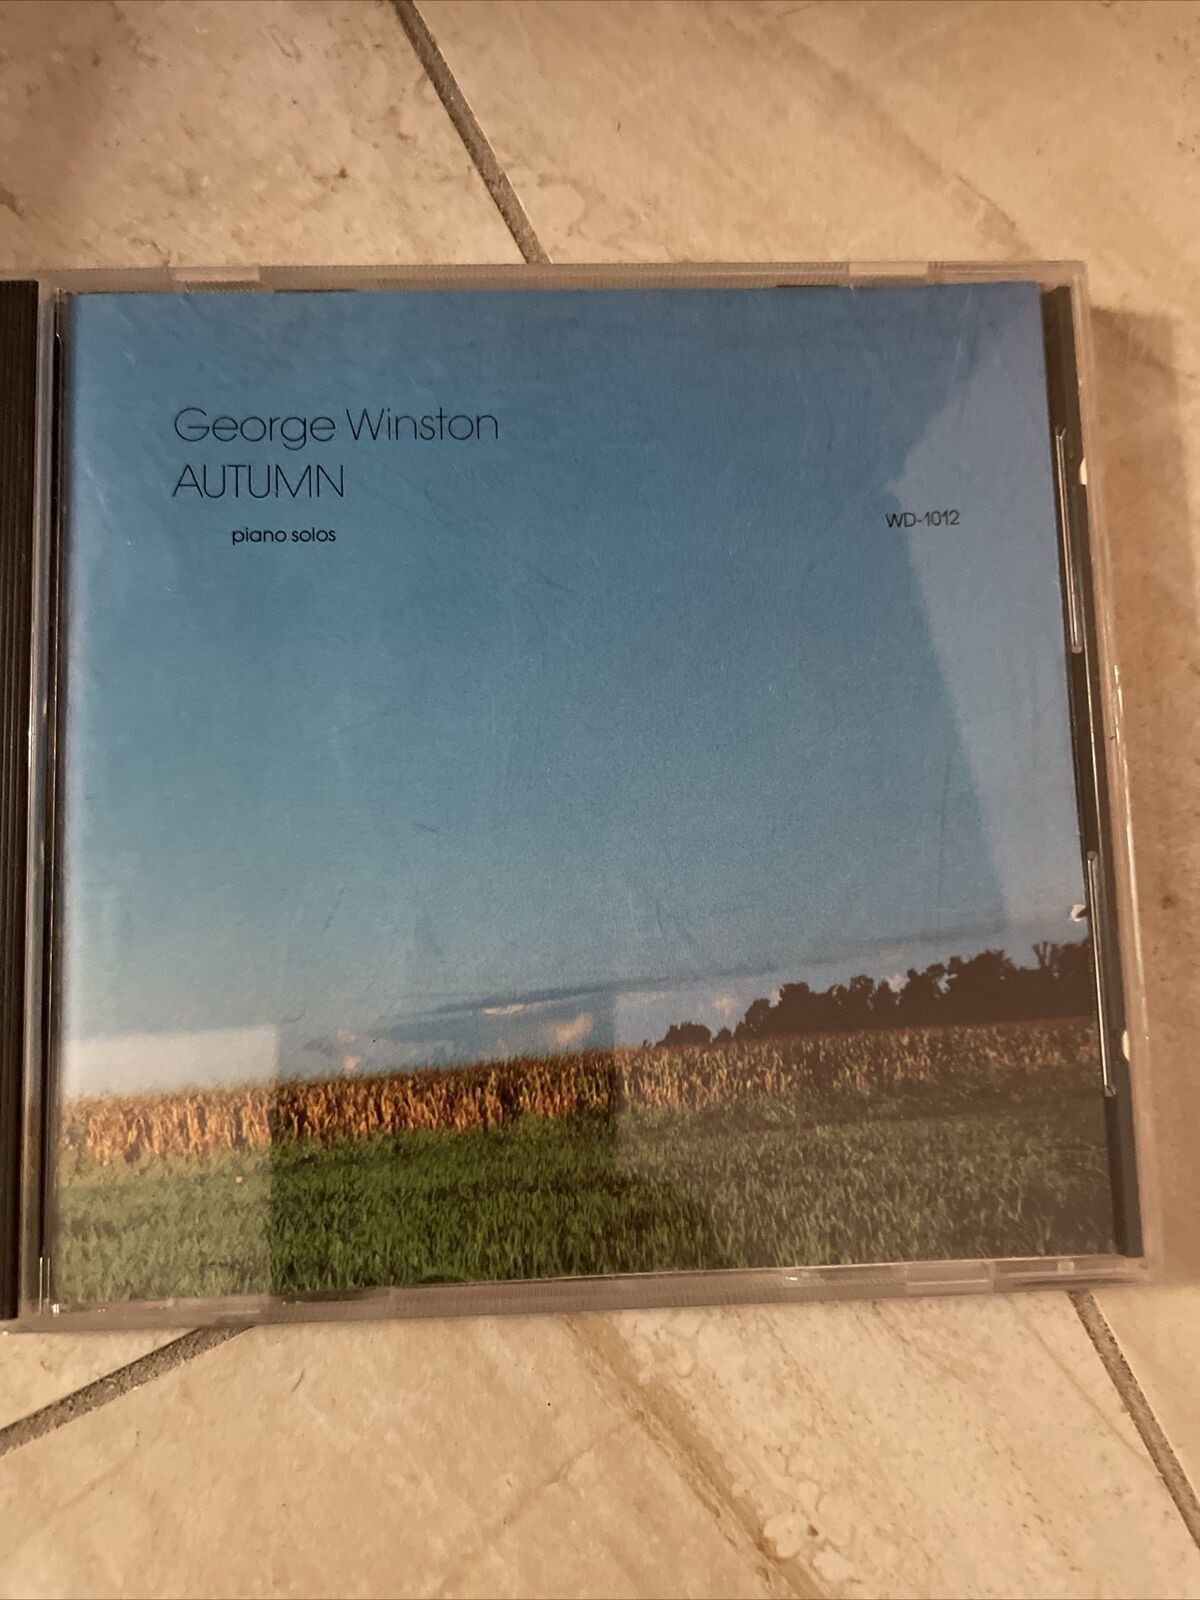 George Winston
AUTUMN
piano solos
WD-1012